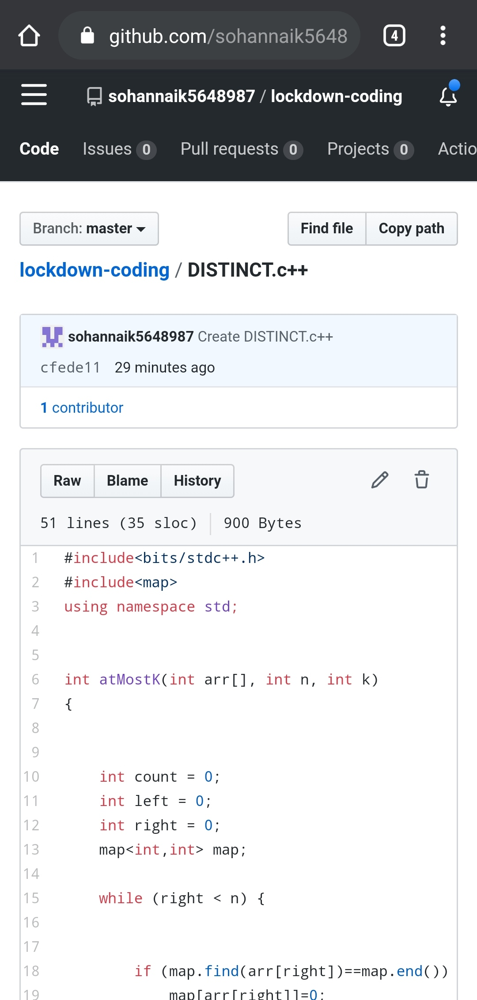 github.com/sohannaik5648
4
sohannaik5648987 / lockdown-coding
Code Issues 0 Pull requests 0 Projects 0 Actio
Branch: master
Find file Copy path
lockdown-coding / DISTINCT.c++
sohannaik5648987 Create DISTINCT.c++
cfede11 29 minutes ago
1 contributor
Raw Blame History
51 lines (35 sloc) 900 Bytes
1 #include<bits/stdc++.h>
2 #include<map>
3 using namespace std;
4
5
6 int atMostK(int arr[], int n, int k)
7 {
8
9
10 int count = 0;
11 int left = 0;
12 int right = 0;
13 map<int,int> map;
14
15 while (right < n) {
16
17
18 if (map.find(arr[right])==map.end())
19 map[arr[right]]=0;